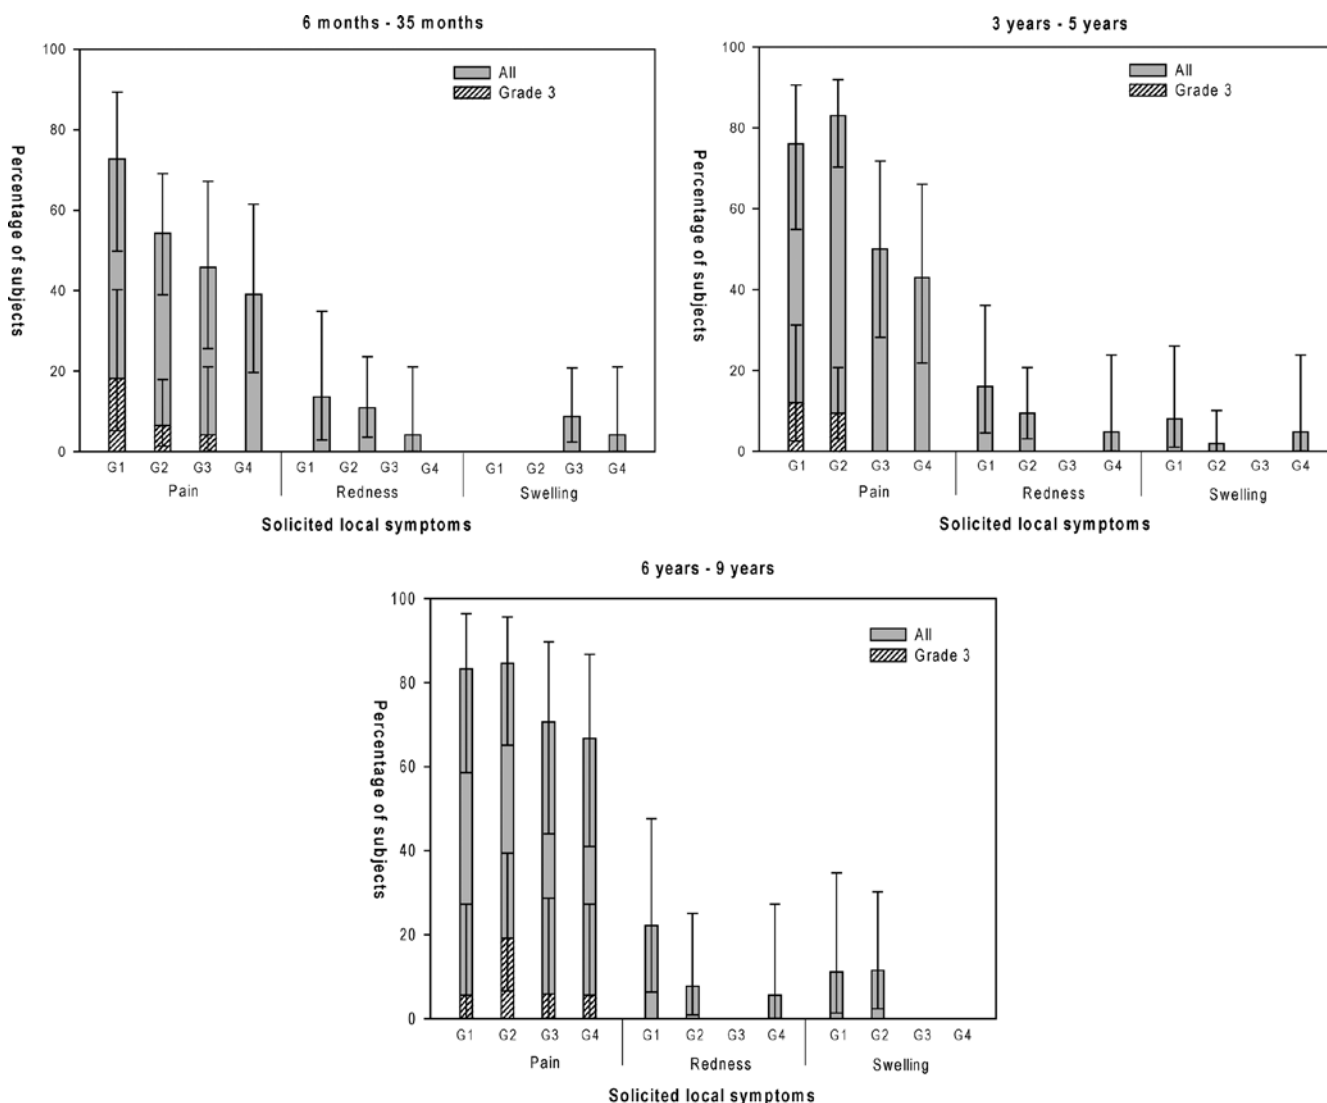 6 months - 35 months
100
80
60
40
20
0
Percentage of subjects
All
Grade 3
G1 G2 G3 G4 G1 G2 G3 G4 G1 G2 G3 G4
Pain Redness Swelling
Solicited local symptoms
3 years - 5 years
100
80
60
40
20
0
Percentage of subjects
All
Grade 3
G1 G2 G3 G4 G1 G2 G3 G4 G1 G2 G3 G4
Pain Redness Swelling
Solicited local symptoms
6 years - 9 years
100
80
60
40
20
0
Percentage of subjects
All
Grade 3
G1 G2 G3 G4 G1 G2 G3 G4 G1 G2 G3 G4
Pain Redness Swelling
Solicited local symptoms